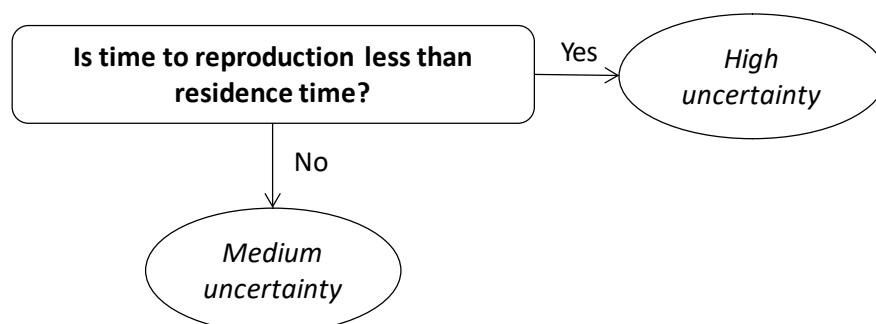 Is time to reproduction less than
residence time?
Yes
High
uncertainty
No
Medium
uncertainty